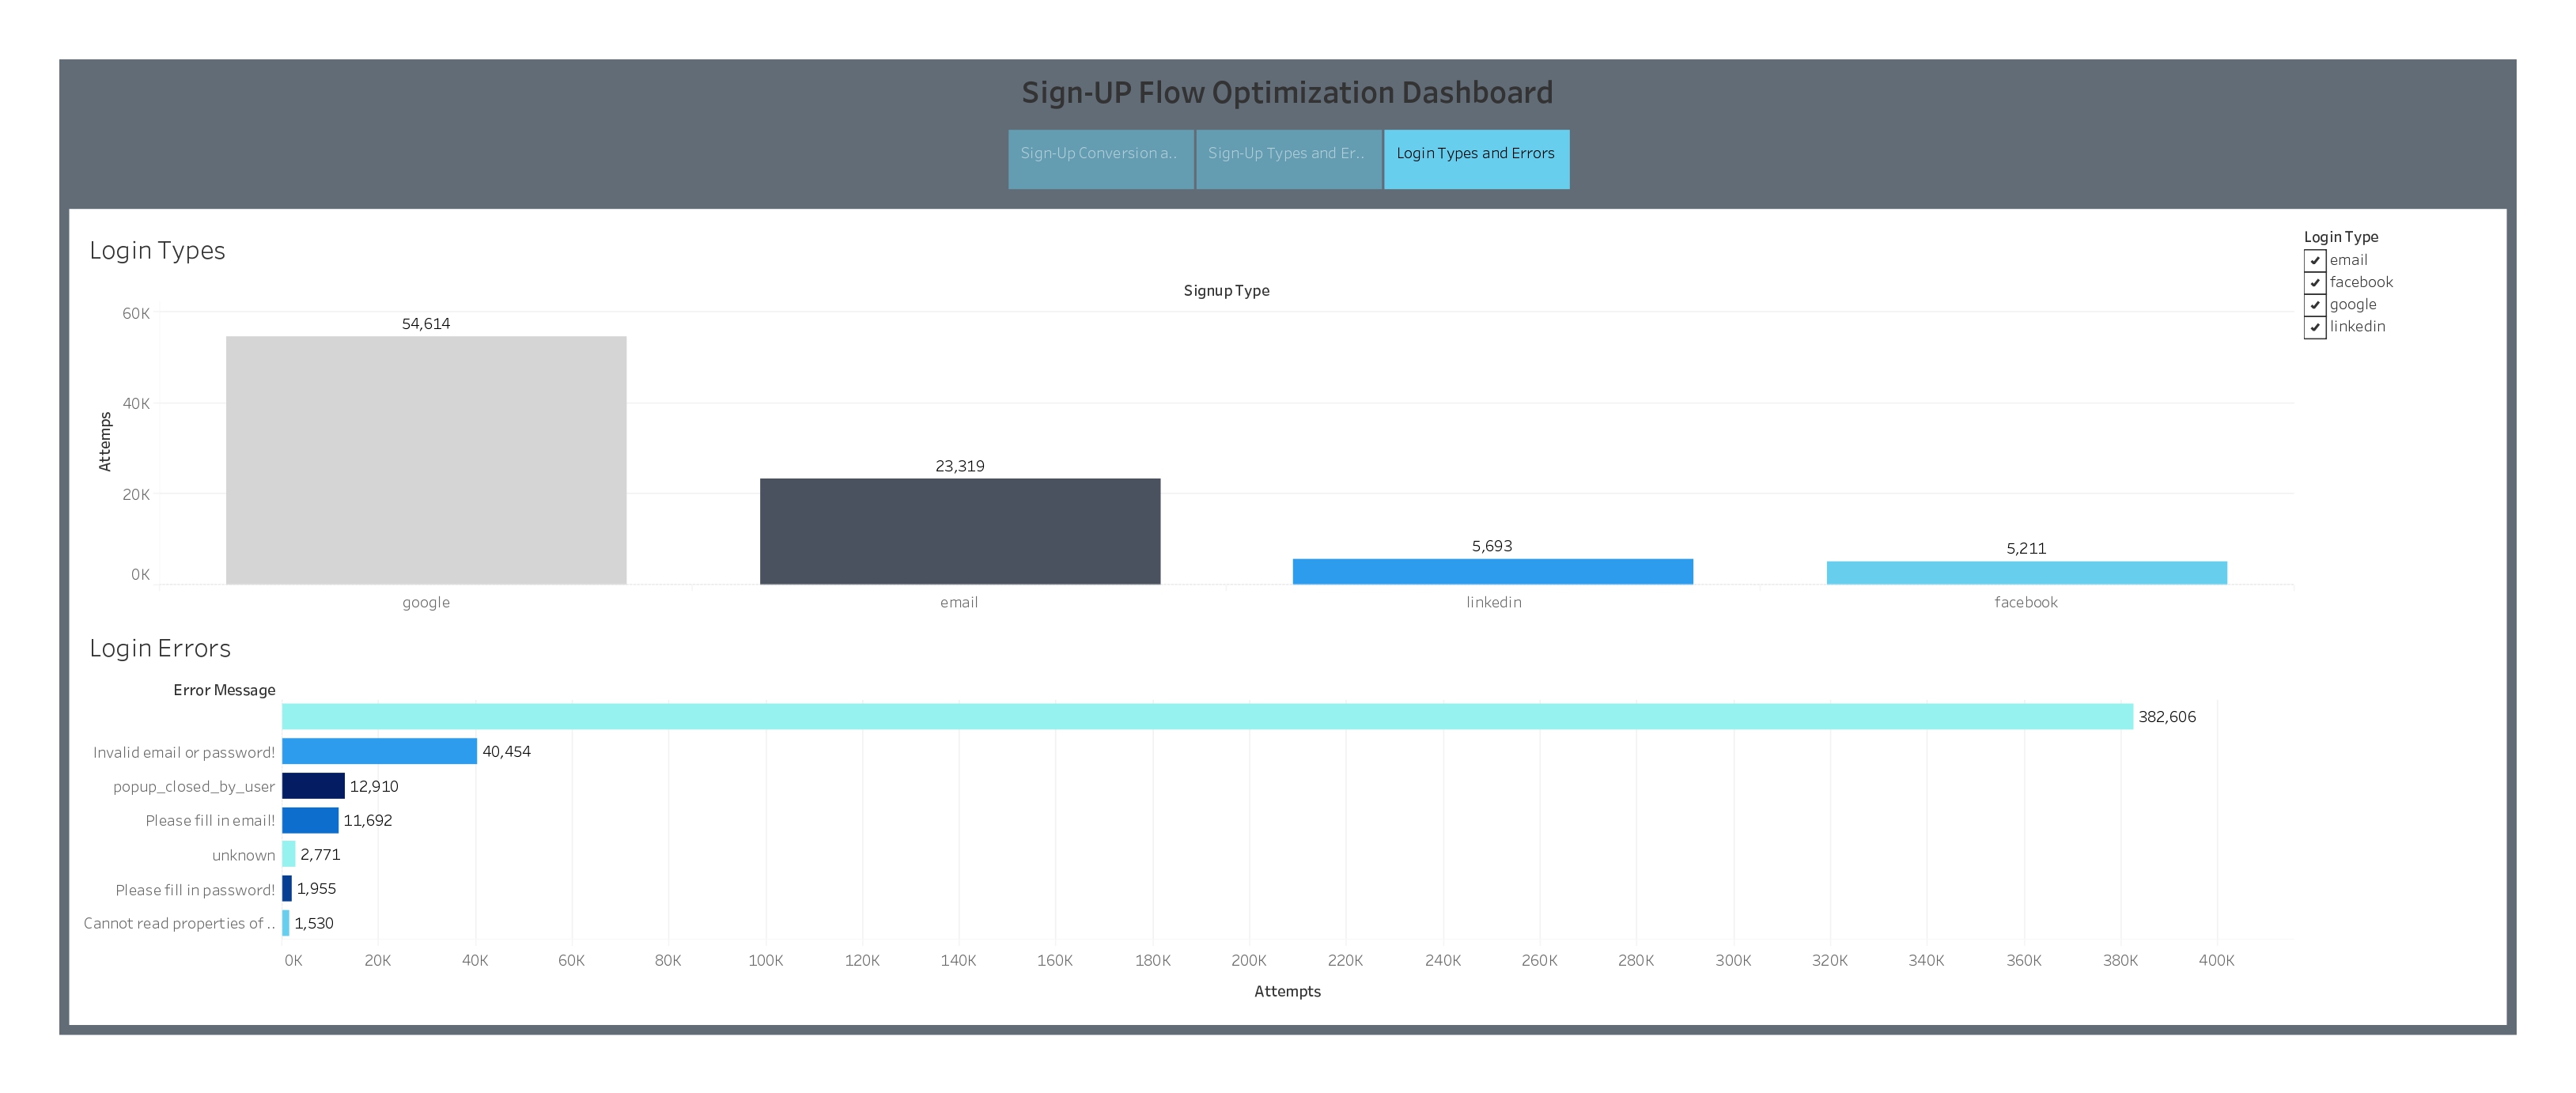 Sign-UP Flow Optimization Dashboard
Sign-Up Conversion a..
Sign-Up Types and Er..
Login Types and Errors
Login Types
Login Type
email
facebook
google
linkedin
Signup Type
Attemps
60K
40K
20K
0K
54,614
23,319
5,693
5,211
google
email
linkedin
facebook
Login Errors
Error Message
382,606
Invalid email or password! 40,454
popup_closed_by_user 12,910
Please fill in email! 11,692
unknown 2,771
Please fill in password! 1,955
Cannot read properties of .. 1,530
0K 20K 40K 60K 80K 100K 120K 140K 160K 180K 200K 220K 240K 260K 280K 300K 320K 340K 360K 380K 400K
Attempts